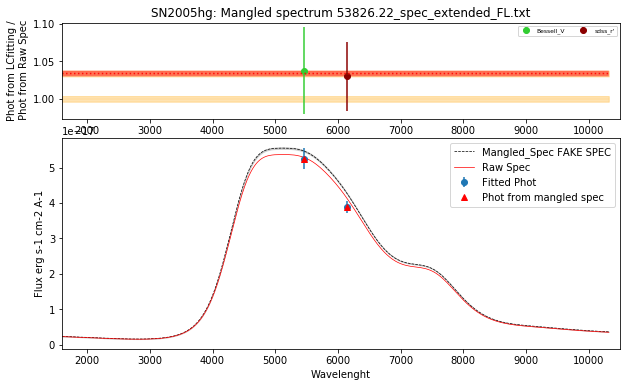 SN2005hg: Mangled spectrum 53826.22_spec_extended_FL.txt
Phot from LCfitting /
Phot from Raw Spec
1.10
1.05
1.00
Bessell_V
sdss_r'
2000 3000 4000 5000 6000 7000 8000 9000 10000
1e−17
Flux erg s-1 cm-2 A-1
5
4
3
2
1
0
Mangled_Spec FAKE SPEC
Raw Spec
Fitted Phot
Phot from mangled spec
2000 3000 4000 5000 6000 7000 8000 9000 10000
Wavelenght